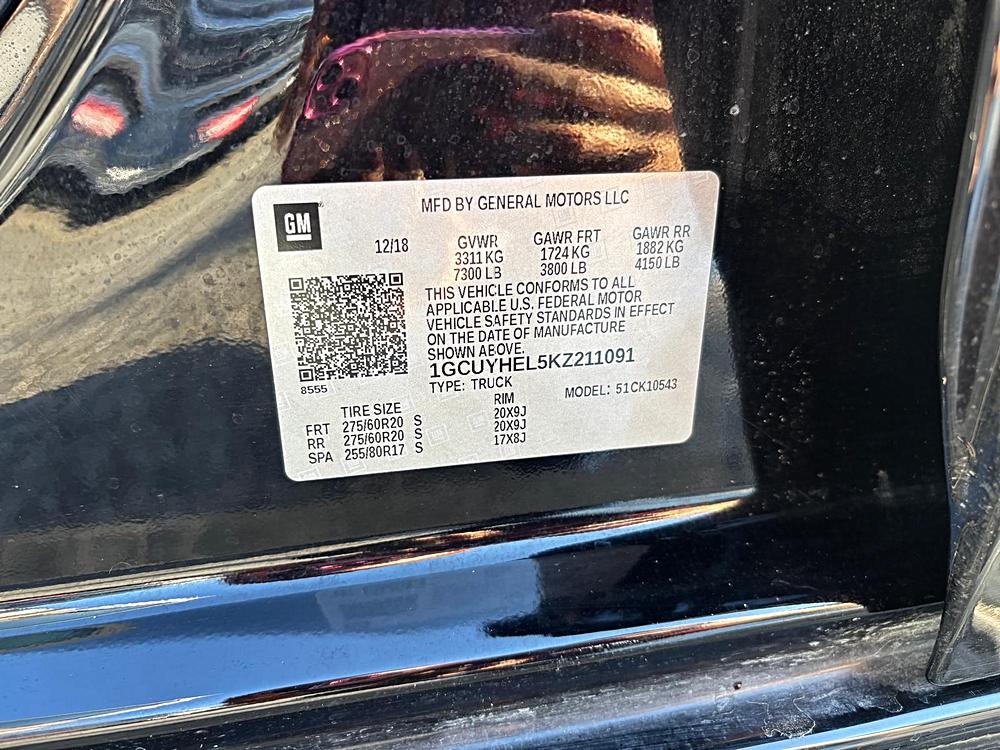 MFD BY GENERAL MOTORS LLC
GM
12/18
GVWR GAWR FRT GAWR RR
3311 KG 1724 KG 1882 KG
7300 LB 3800 LB 4150 LB
THIS VEHICLE CONFORMS TO ALL
APPLICABLE U.S. FEDERAL MOTOR
VEHICLE SAFETY STANDARDS IN EFFECT
ON THE DATE OF MANUFACTURE
SHOWN ABOVE.
1GCUYHEL5KZ211091
8555
TYPE: TRUCK MODEL: 51CK10543
TIRE SIZE RIM
FRT 275/60R20 S 20X9J
RR 275/60R20 S 20X9J
SPA 255/80R17 S 17X8J